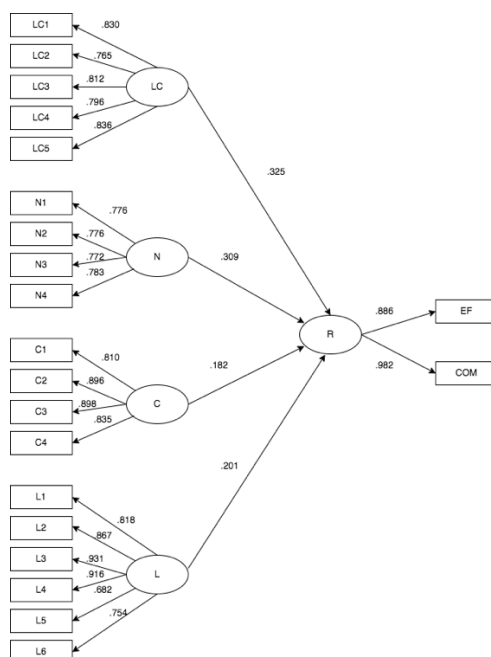 LC1
.830
LC2
.765
LC3
.812
LC
LC4
.796
LC5
.836
.325
N1
.776
N2
.776
N3
.772
N
N4
.783
.309
R
.886
EF
.982
COM
C1
.810
C2
.896
C3
.898
C
C4
.835
.182
.201
L1
.818
L2
.867
L3
.931
L
L4
.916
L5
.682
L6
.754